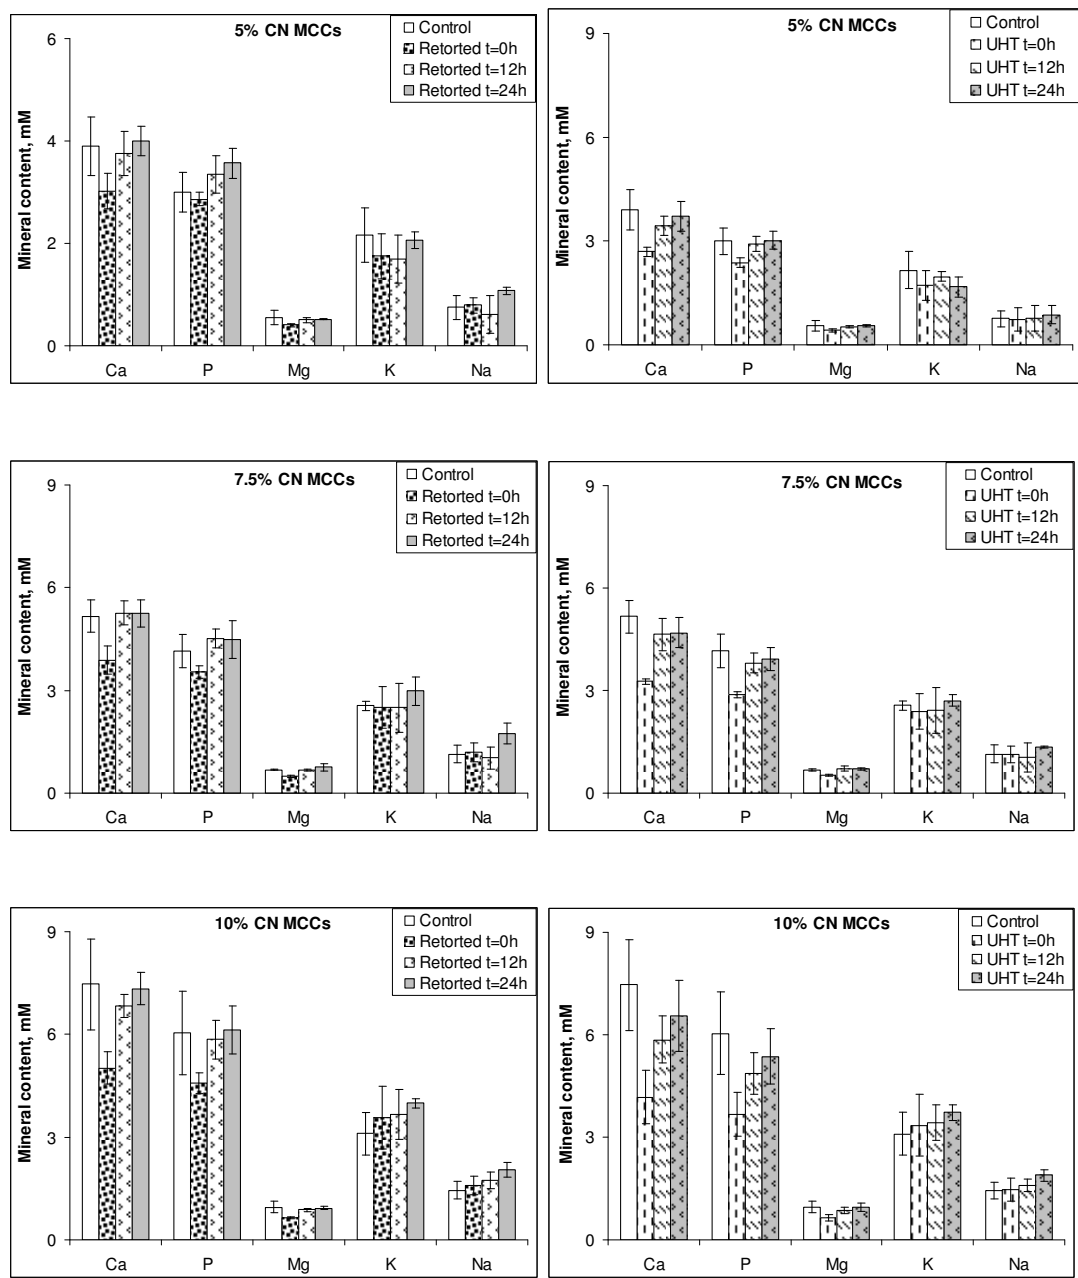 5% CN MCCs
Control
Retorted t=0h
Retorted t=12h
Retorted t=24h
Mineral content, mM
6
4
2
0
Ca P Mg K Na
5% CN MCCs
Control
UHT t=0h
UHT t=12h
UHT t=24h
Mineral content, mM
9
6
3
0
Ca P Mg K Na
7.5% CN MCCs
Control
Retorted t=0h
Retorted t=12h
Retorted t=24h
Mineral content, mM
9
6
3
0
Ca P Mg K Na
7.5% CN MCCs
Control
UHT t=0h
UHT t=12h
UHT t=24h
Mineral content, mM
9
6
3
0
Ca P Mg K Na
10% CN MCCs
Control
Retorted t=0h
Retorted t=12h
Retorted t=24h
Mineral content, mM
9
6
3
0
Ca P Mg K Na
10% CN MCCs
Control
UHT t=0h
UHT t=12h
UHT t=24h
Mineral content, mM
9
6
3
0
Ca P Mg K Na